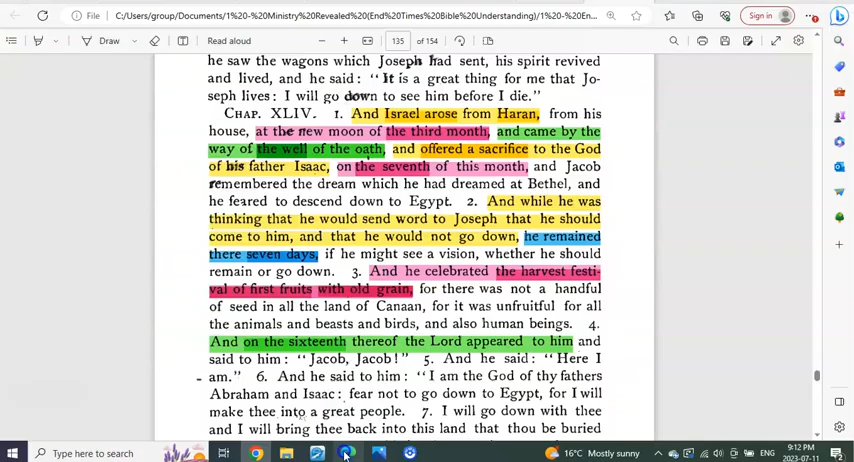 File
C:/Users/group/Documents/1%20-%20Ministry%20Revealed(End%20Times%20Bible%20Understanding)/1%20-%20En...
Sign in
Draw
Read aloud
135 of 154
he saw the wagons which Joseph had sent, his spirit revived
and lived, and he said: “It is a great thing for me that Jo-
seph lives: I will go down to see him before I die.”
CHAP. XLIV. 1. And Israel arose from Haran, from his
house, at the new moon of the third month, and came by the
way of the well of the oath, and offered a sacrifice to the God
of his father Isaac, on the seventh of this month, and Jacob
remembered the dream which he had dreamed at Bethel, and
he feared to descend down to Egypt. 2. And while he was
thinking that he would send word to Joseph that he should
come to him, and that he would not go down, he remained
there seven days, if he might see a vision, whether he should
remain or go down. 3. And he celebrated the harvest festi-
val of first fruits with old grain, for there was not a handful
of seed in all the land of Canaan, for it was unfruitful for all
the animals and beasts and birds, and also human beings. 4.
And on the sixteenth thereof the Lord appeared to him and
said to him: “Jacob, Jacob!” 5. And he said: “Here I
am.” 6. And he said to him: “I am the God of thy fathers
Abraham and Isaac: fear not to go down to Egypt, for I will
make thee into a great people. 7. I will go down with thee
and I will bring thee back into this land that thou be buried
Type here to search
16°C Mostly sunny
ENG
9:12 PM
2023-07-11